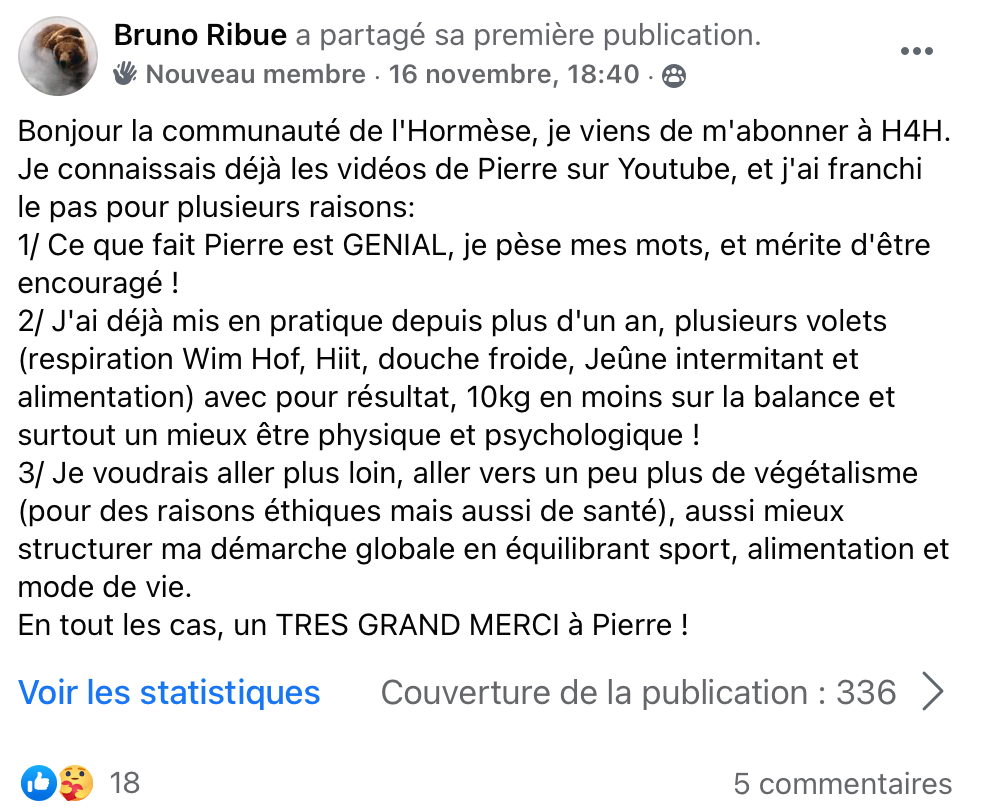 Bruno Ribue a partagé sa première publication.
Nouveau membre · 16 novembre, 18:40 ·
Bonjour la communauté de l'Hormèse, je viens de m'abonner à H4H.
Je connaissais déjà les vidéos de Pierre sur Youtube, et j'ai franchi
le pas pour plusieurs raisons:
1/ Ce que fait Pierre est GENIAL, je pèse mes mots, et mérite d'être
encouragé !
2/ J'ai déjà mis en pratique depuis plus d'un an, plusieurs volets
(respiration Wim Hof, Hiit, douche froide, Jeûne intermitant et
alimentation) avec pour résultat, 10kg en moins sur la balance et
surtout un mieux être physique et psychologique !
3/ Je voudrais aller plus loin, aller vers un peu plus de végétalisme
(pour des raisons éthiques mais aussi de santé), aussi mieux
structurer ma démarche globale en équilibrant sport, alimentation et
mode de vie.
En tout les cas, un TRES GRAND MERCI à Pierre !
Voir les statistiques Couverture de la publication : 336
18 5 commentaires